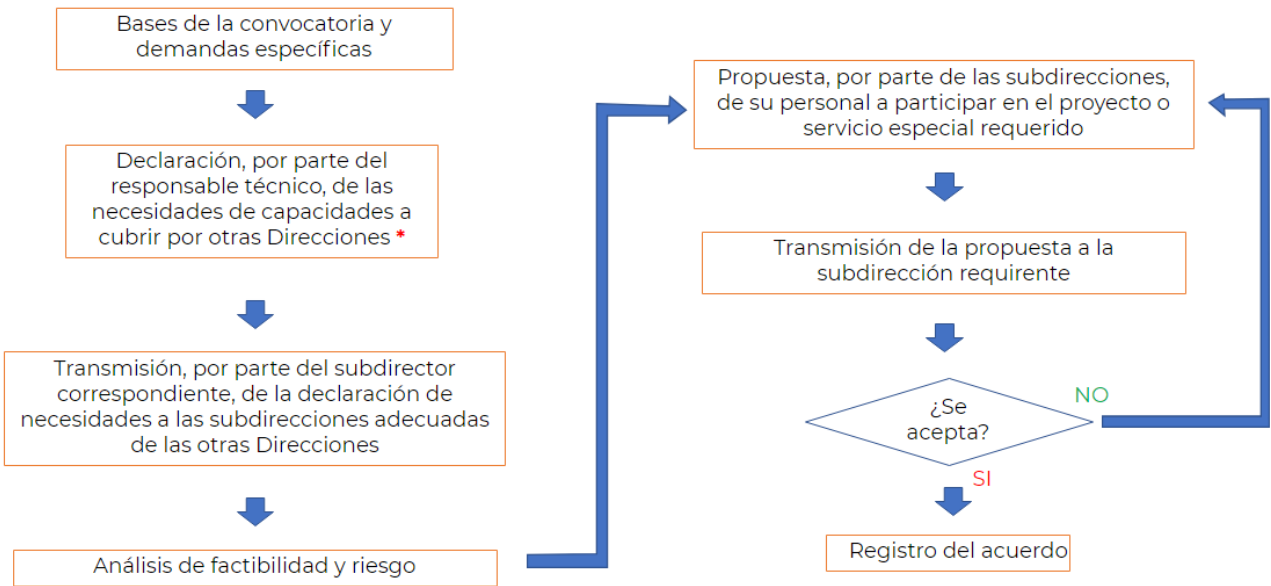 Bases de la convocatoria y
demandas específicas
Declaración, por parte del
responsable técnico, de las
necesidades de capacidades a
cubrir por otras Direcciones *
Transmisión, por parte del subdirector
correspondiente, de la declaración de
necesidades a las subdirecciones adecuadas
de las otras Direcciones
Análisis de factibilidad y riesgo
Propuesta, por parte de las subdirecciones,
de su personal a participar en el proyecto o
servicio especial requerido
Transmisión de la propuesta a la
subdirección requirente
¿Se
acepta?
NO
SI
Registro del acuerdo